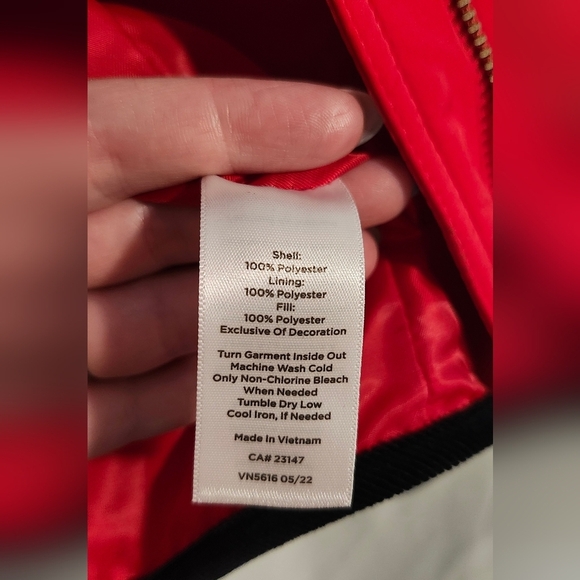 Shell:
100% Polyester
Lining:
100% Polyester
Fill:
100% Polyester
Exclusive Of Decoration
Turn Garment Inside Out
Machine Wash Cold
Only Non-Chlorine Bleach
When Needed
Tumble Dry Low
Cool Iron, If Needed
Made In Vietnam
CA# 23147
VN5616 05/22